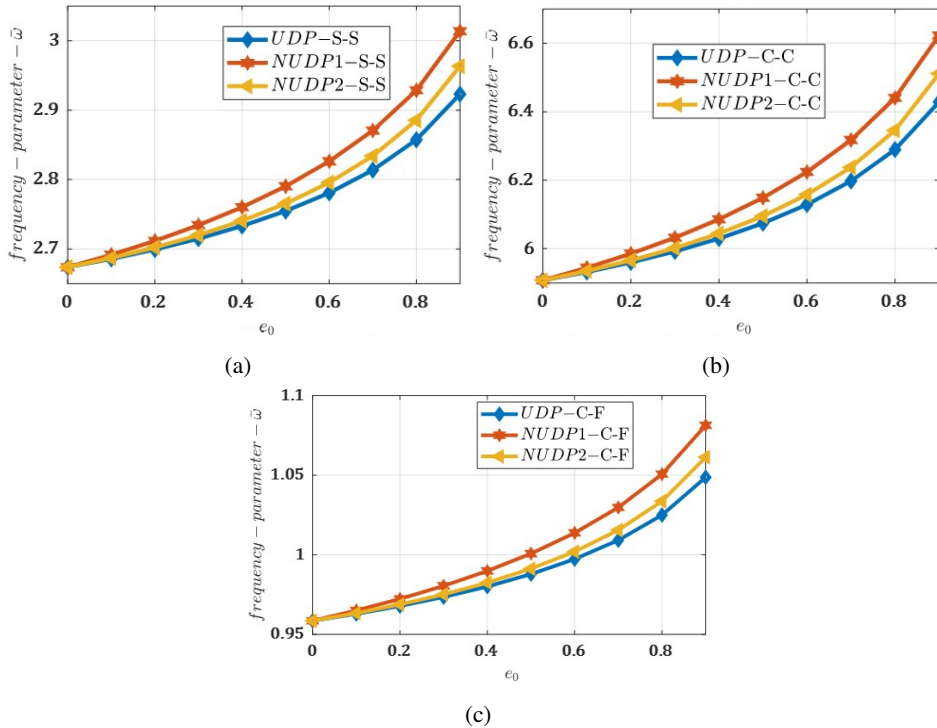 frequency − parameter − ω̄
3
2.9
2.8
2.7
UDP−S-S
NUDP1−S-S
NUDP2−S-S
0 0.2 0.4 0.6 0.8
e₀
(a)
frequency − parameter − ω̄
6.6
6.4
6.2
6
UDP−C-C
NUDP1−C-C
NUDP2−C-C
0 0.2 0.4 0.6 0.8
e₀
(b)
frequency − parameter − ω̄
1.1
1.05
1
0.95
UDP−C-F
NUDP1−C-F
NUDP2−C-F
0 0.2 0.4 0.6 0.8
e₀
(c)